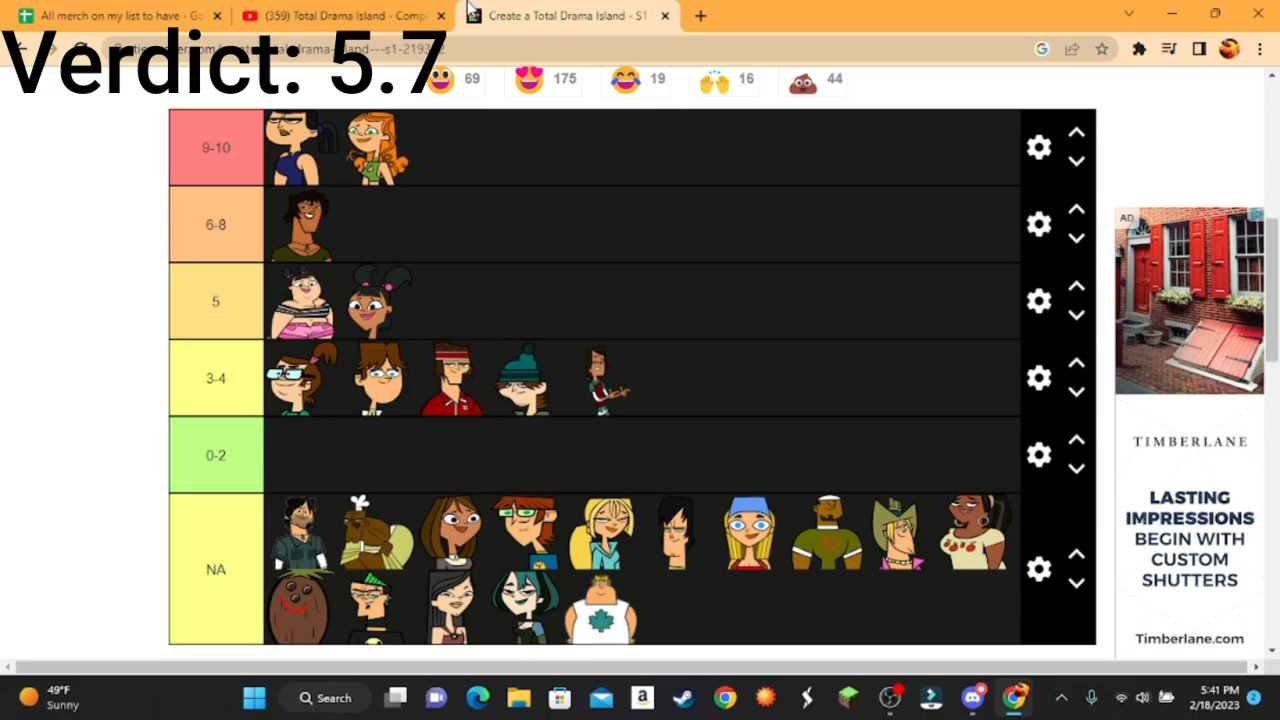 All merch on my list to have - Go
(359) Total Drama Island - Compl
Create a Total Drama Island - S1
Verdict: 5.7
69
175
19
16
44
9-10
6-8
5
3-4
0-2
NA
AD
TIMBERLANE
LASTING
IMPRESSIONS
BEGIN WITH
CUSTOM
SHUTTERS
Timberlane.com
49°F
Sunny
Search
5:41 PM
2/18/2023
2